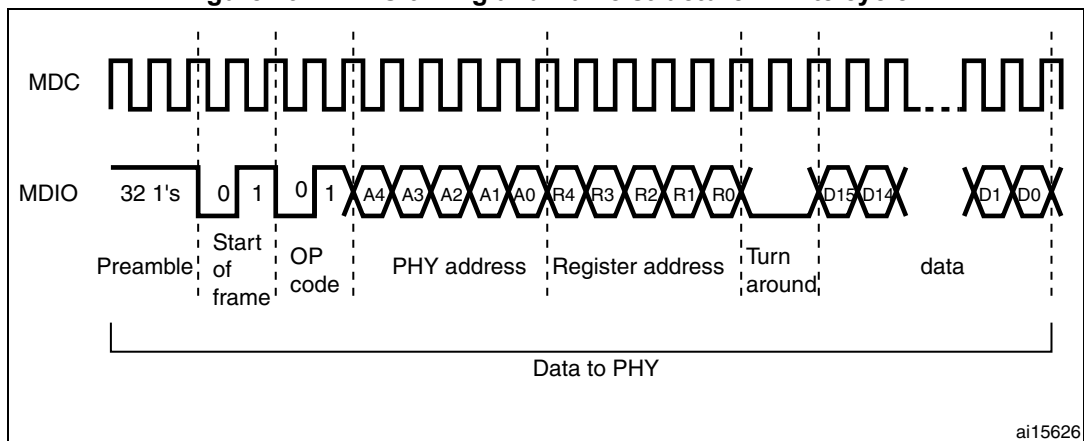 MDC
MDIO 32 1's 0 1 0 1 A4 A3 A2 A1 A0 R4 R3 R2 R1 R0 D15 D14 D1 D0
Preamble
Start
of
frame
OP
code
PHY address
Register address
Turn
around
data
Data to PHY
ai15626